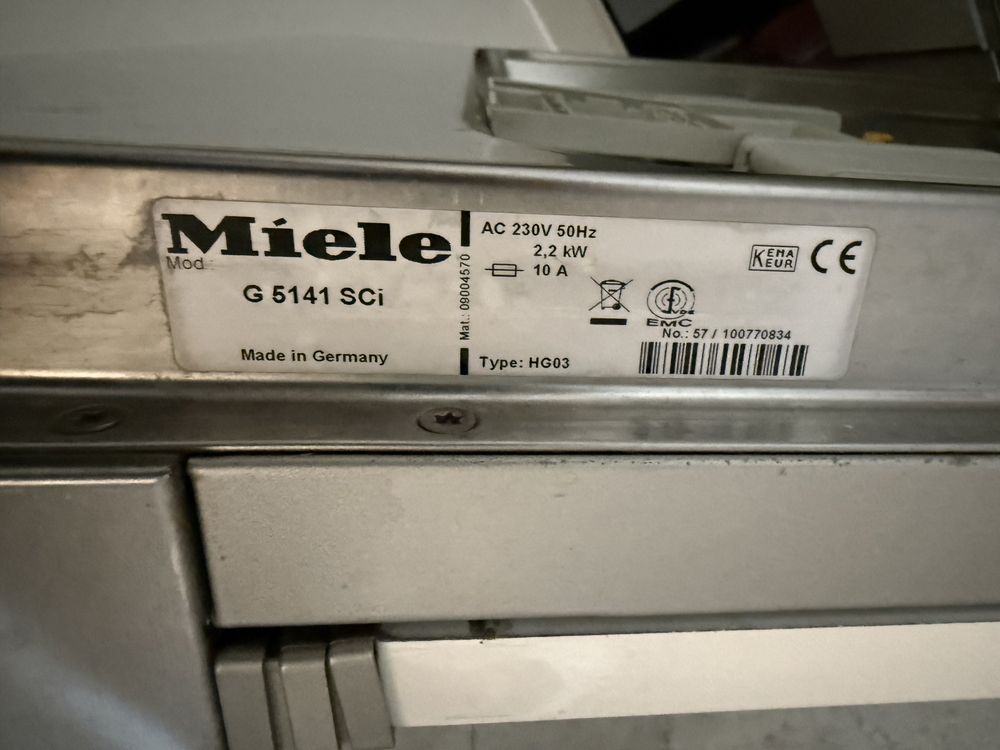 Miele
Mod.:
G 5141 SCi
Made in Germany
Mat.: 09004570
AC 230V 50Hz
2,2 kW
10 A
Type: HG03
KEMA
KEUR
CE
VDE
EMC
No.: 57 / 100770834